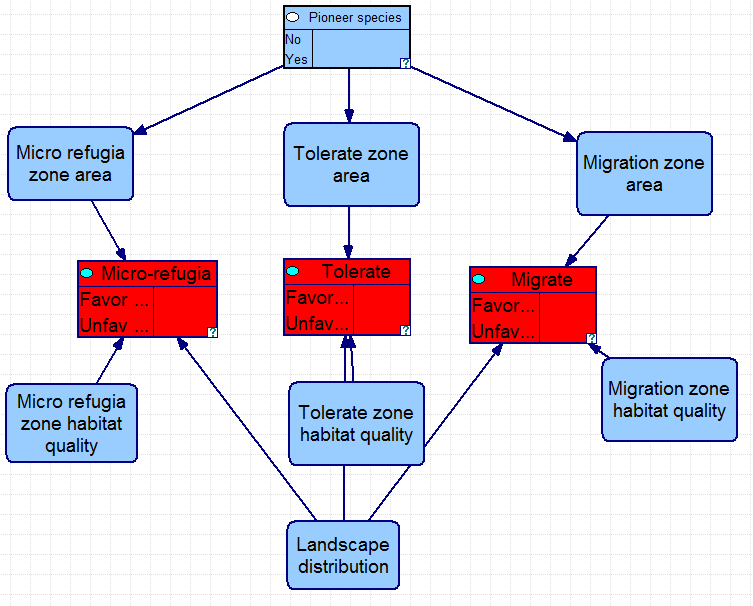 Pioneer species
No
Yes
?
Micro refugia
zone area
Tolerate zone
area
Migration zone
area
Micro-refugia
Favor ...
Unfav ...
?
Tolerate
Favor...
Unfav...
?
Migrate
Favor...
Unfav...
?
Micro refugia
zone habitat
quality
Tolerate zone
habitat quality
Migration zone
habitat quality
Landscape
distribution